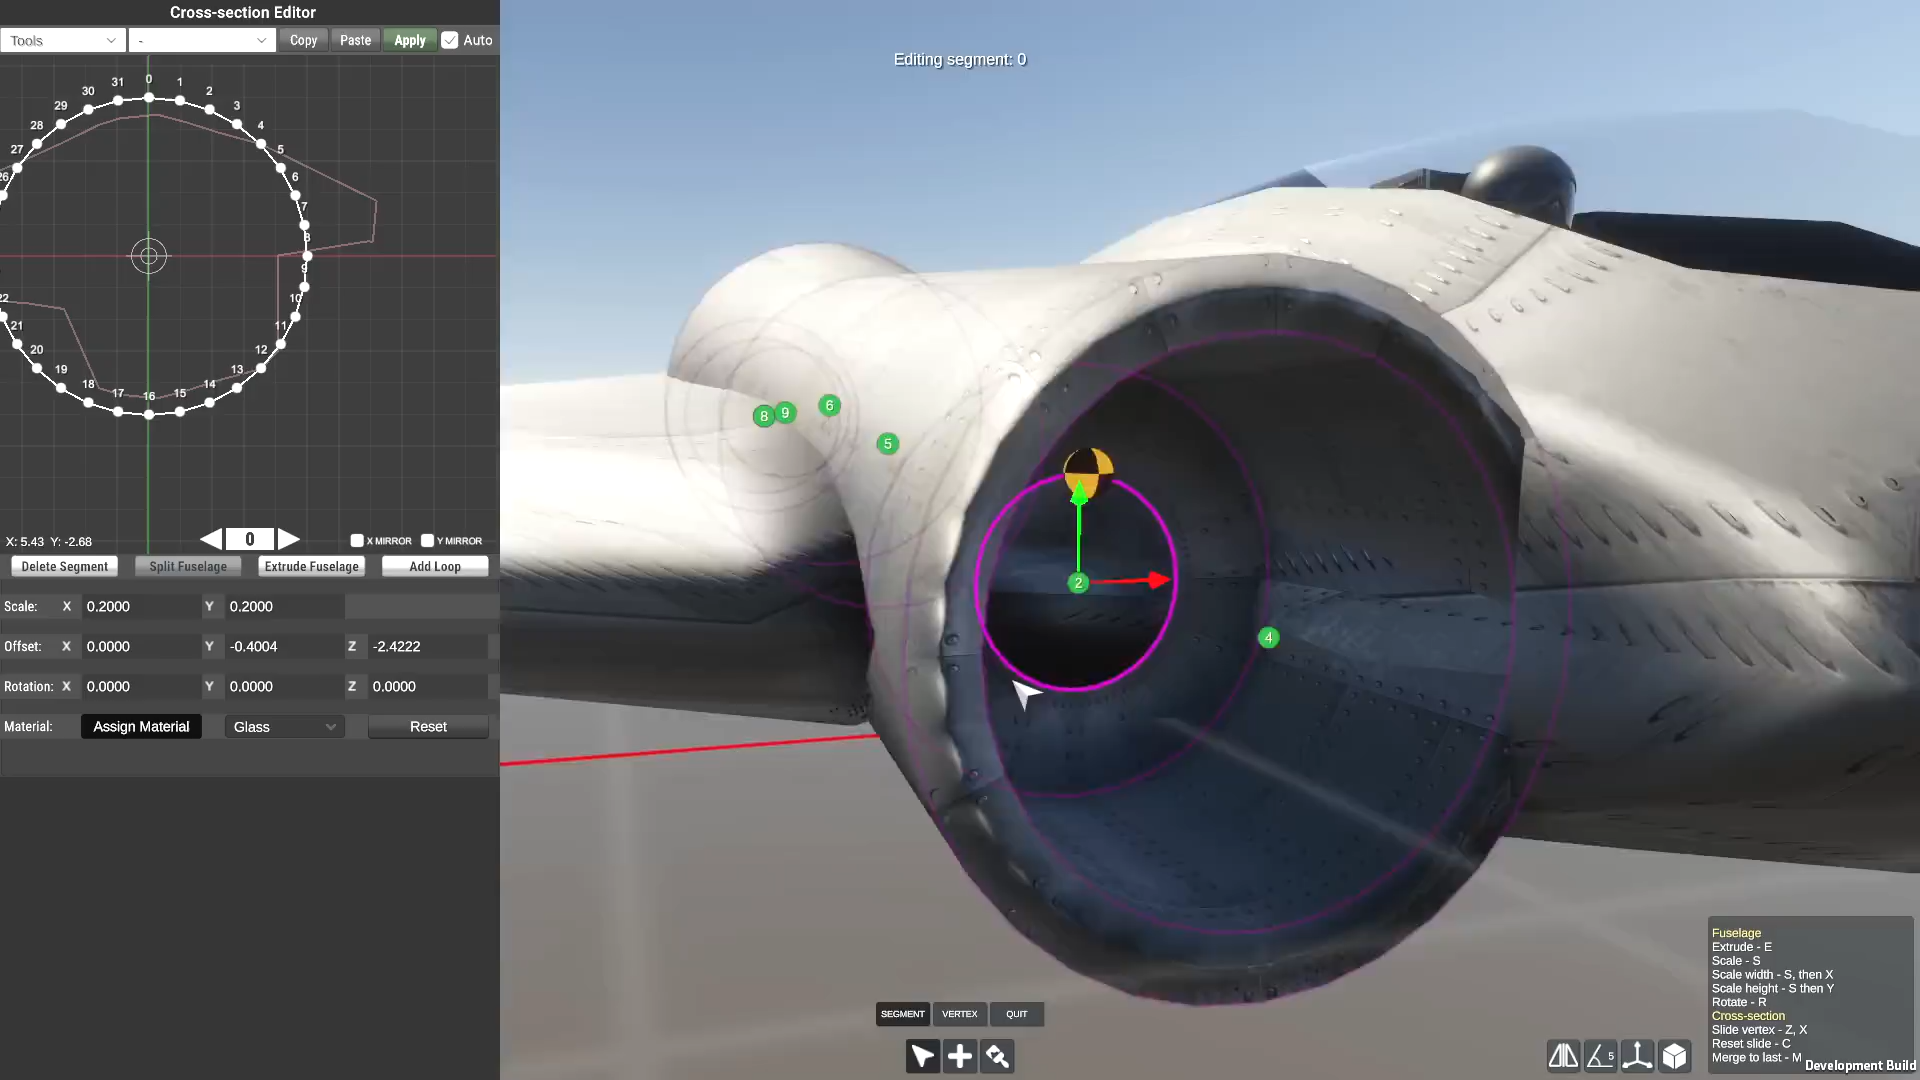 Cross-section Editor
Tools - Copy Paste Apply Auto
Editing segment: 0
31 0 1
30 2
29 3
28 4
27 5
26 6
7
8
9
22 10
21 11
20 12
19 13
18 14
17 16 15
8 9 6
5
2
4
X: 5.43 Y: -2.68
0
X MIRROR Y MIRROR
Delete Segment Split Fuselage Extrude Fuselage Add Loop
Scale: X 0.2000 Y 0.2000
Offset: X 0.0000 Y -0.4004 Z -2.4222
Rotation: X 0.0000 Y 0.0000 Z 0.0000
Material: Assign Material Glass Reset
SEGMENT VERTEX QUIT
5
Fuselage
Extrude - E
Scale - S
Scale width - S, then X
Scale height - S then Y
Rotate - R
Cross-section
Slide vertex - Z, X
Reset slide - C
Merge to last - M
Development Build